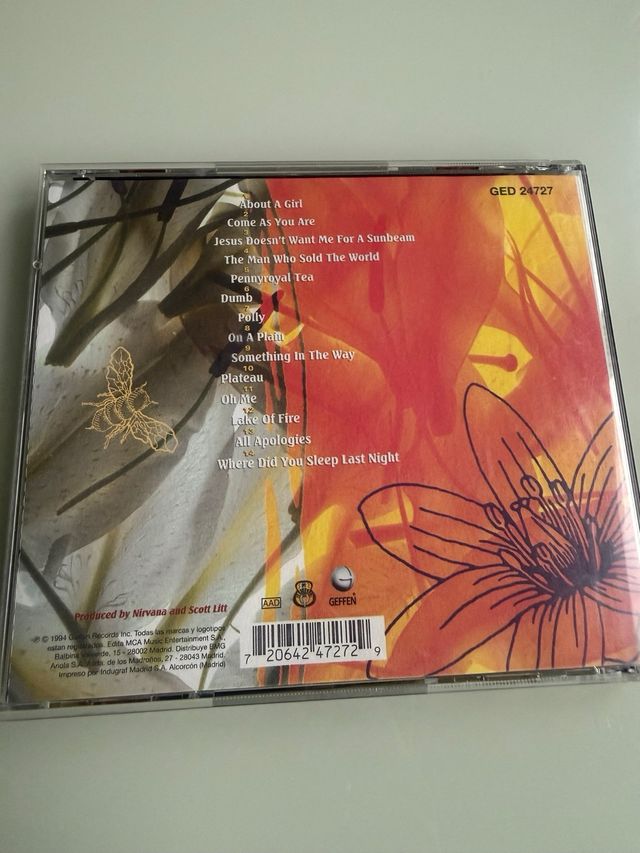 GED 24727
1
About A Girl
2
Come As You Are
3
Jesus Doesn't Want Me For A Sunbeam
4
The Man Who Sold The World
5
Pennyroyal Tea
6
Dumb
7
Polly
8
On A Plain
9
Something In The Way
10
Plateau
11
Oh Me
12
Lake Of Fire
13
All Apologies
14
Where Did You Sleep Last Night
Produced by Nirvana and Scott Litt
℗ © 1994 Geffen Records Inc. Todas las marcas y logotipos
estan registrados. Edita MCA Music Entertainment S.A.,
Balbina Valverde, 15 - 28002 Madrid. Distribuye BMG
Ariola S.A. Avda. de los Madroños, 27 - 28043 Madrid.
Impreso por Indugraf Madrid S.A. Alcorcón (Madrid)
AAD
GEFFEN
7 20642 47272 9